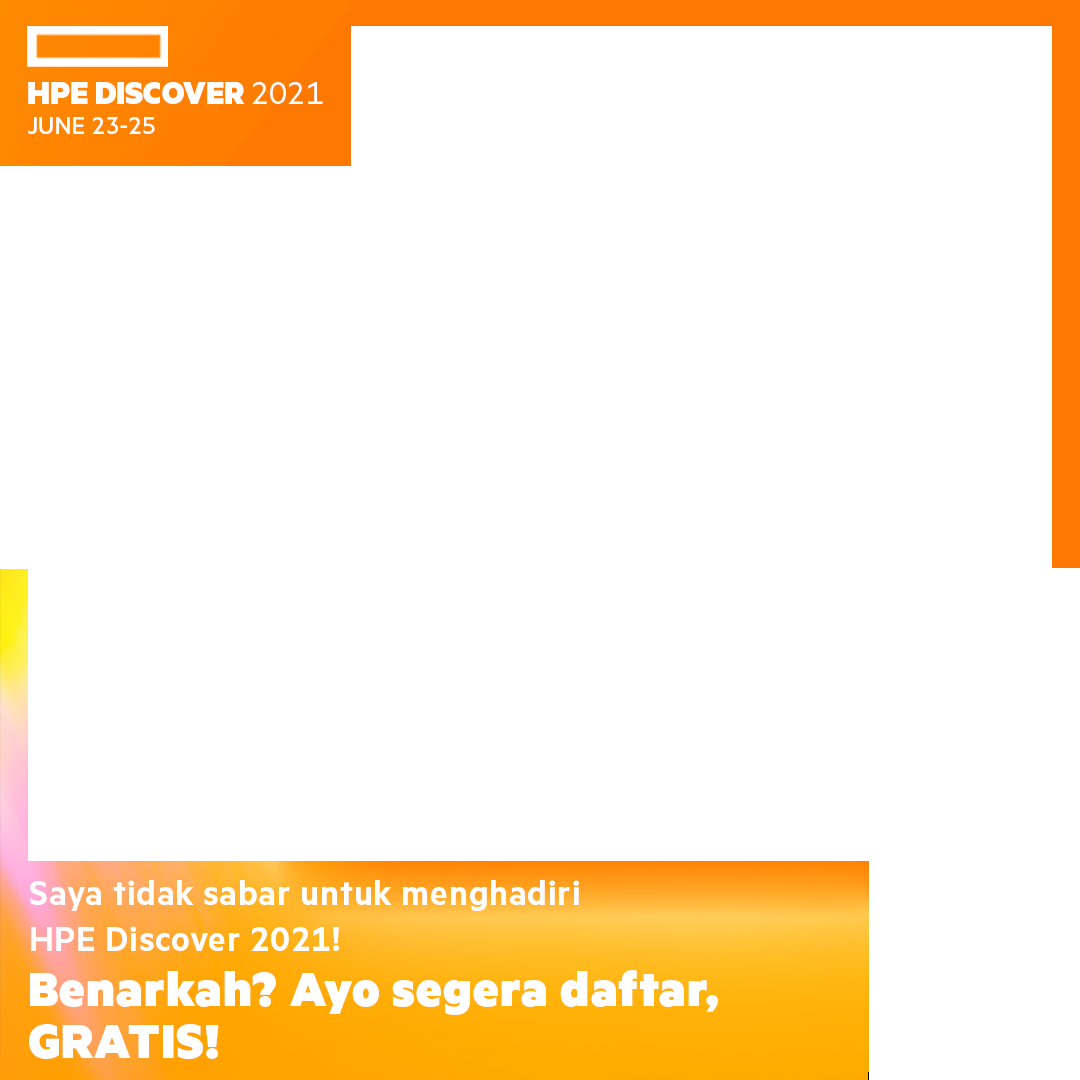 HPE DISCOVER 2021
JUNE 23-25
Saya tidak sabar untuk menghadiri
HPE Discover 2021!
Benarkah? Ayo segera daftar,
GRATIS!